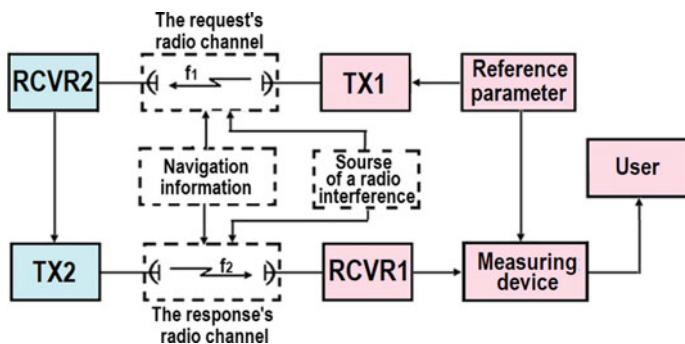 The request's
radio channel
RCVR2
f1
TX1
Reference
parameter
Navigation
information
Sourse
of a radio
interference
User
TX2
f2
RCVR1
Measuring
device
The response's
radio channel